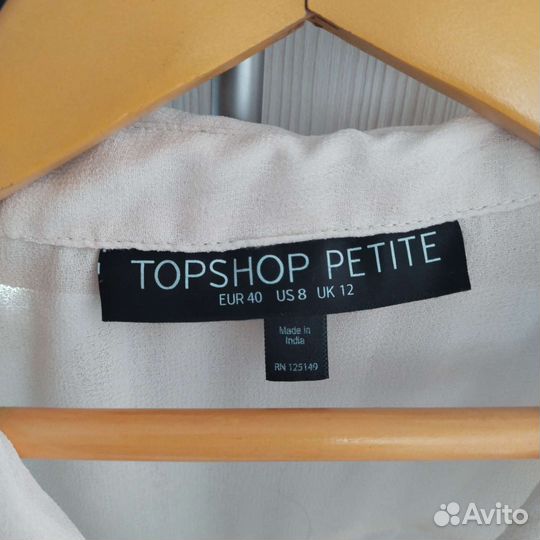 TOPSHOP PETITE
EUR 40 US 8 UK 12
Made in
India
RN 125149
Avito